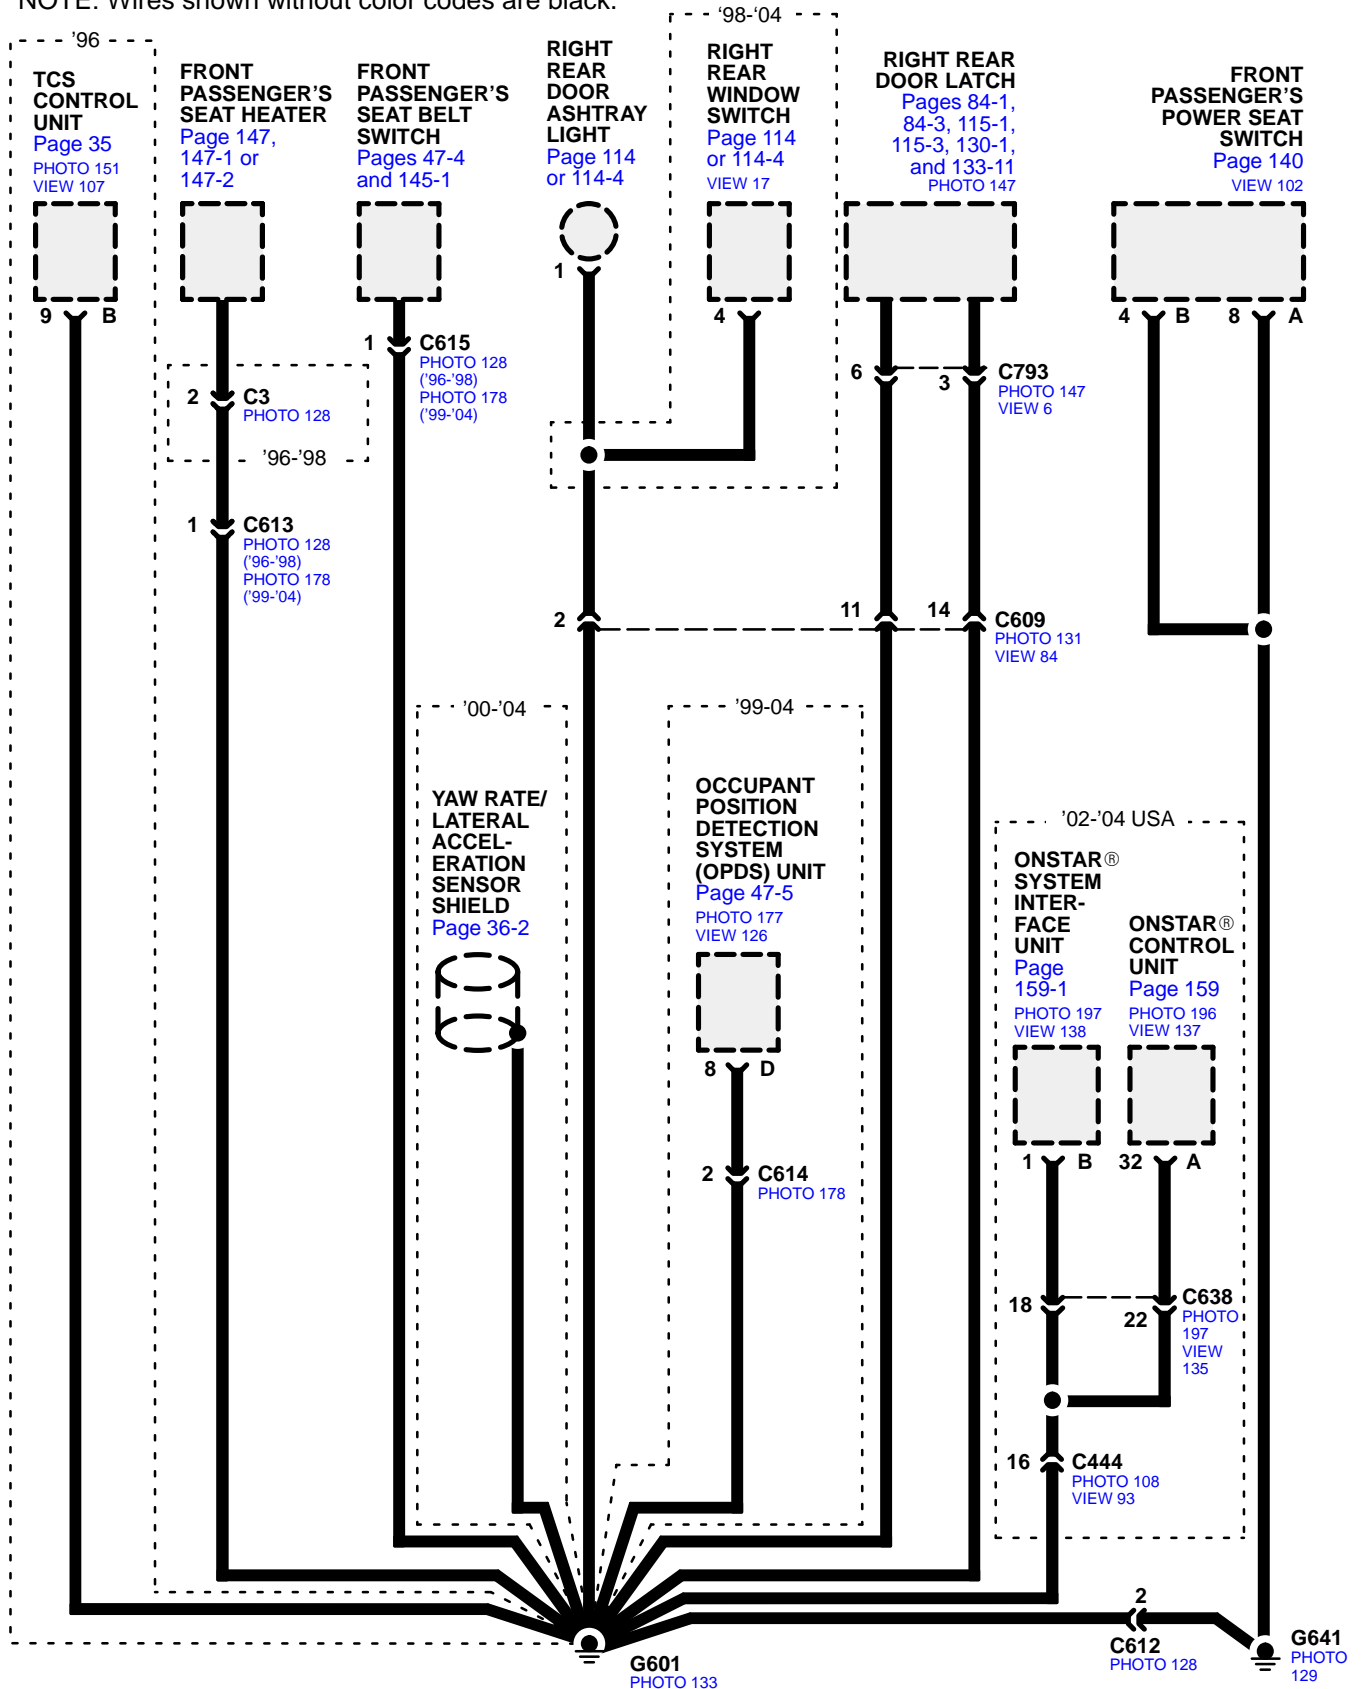 NOTE: Wires shown without color codes are black.
’96
TCS
CONTROL
UNIT
Page 35
PHOTO 151
VIEW 107
9
B
FRONT
PASSENGER’S
SEAT HEATER
Page 147,
147-1 or
147-2
2
C3
PHOTO 128
’96-’98
1
C613
PHOTO 128
(’96-’98)
PHOTO 178
(’99-’04)
FRONT
PASSENGER’S
SEAT BELT
SWITCH
Pages 47-4
and 145-1
1
C615
PHOTO 128
(’96-’98)
PHOTO 178
(’99-’04)
RIGHT
REAR
DOOR
ASHTRAY
LIGHT
Page 114
or 114-4
1
‘98-‘04
RIGHT
REAR
WINDOW
SWITCH
Page 114
or 114-4
VIEW 17
4
RIGHT REAR
DOOR LATCH
Pages 84-1,
84-3, 115-1,
115-3, 130-1,
and 133-11
PHOTO 147
6
3
C793
PHOTO 147
VIEW 6
FRONT
PASSENGER’S
POWER SEAT
SWITCH
Page 140
VIEW 102
4
B
8
A
2
11
14
C609
PHOTO 131
VIEW 84
’00-’04
YAW RATE/
LATERAL
ACCEL-
ERATION
SENSOR
SHIELD
Page 36-2
’99-04
OCCUPANT
POSITION
DETECTION
SYSTEM
(OPDS) UNIT
Page 47-5
PHOTO 177
VIEW 126
8
D
2
C614
PHOTO 178
’02-’04 USA
ONSTAR®
SYSTEM
INTER-
FACE
UNIT
Page
159-1
PHOTO 197
VIEW 138
1
B
ONSTAR®
CONTROL
UNIT
Page 159
PHOTO 196
VIEW 137
32
A
18
22
C638
PHOTO
197
VIEW
135
16
C444
PHOTO 108
VIEW 93
G601
PHOTO 133
2
C612
PHOTO 128
G641
PHOTO
129